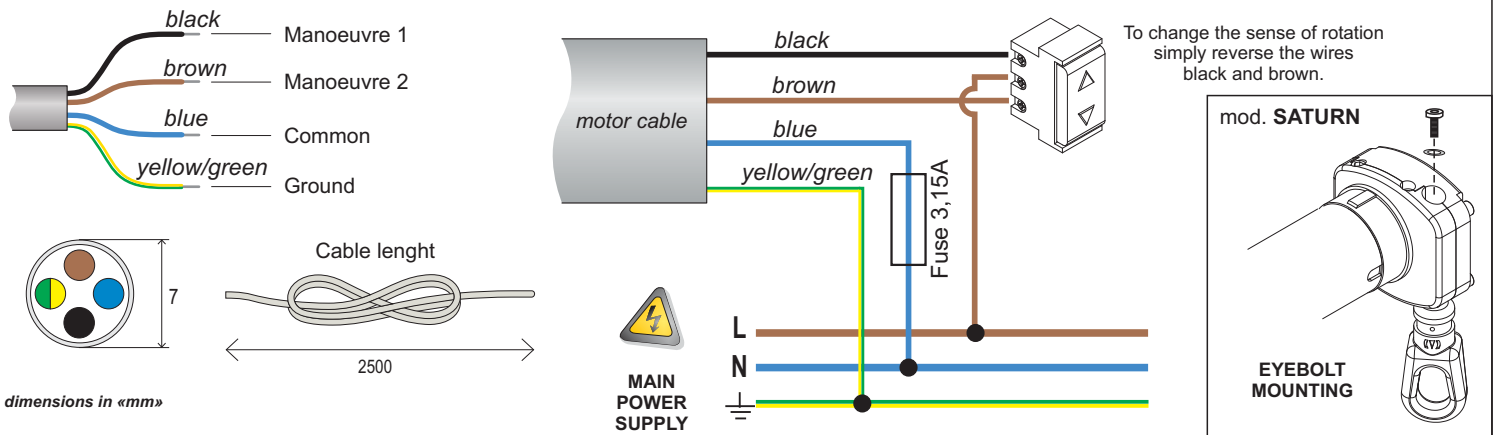 black
Manoeuvre 1
brown
Manoeuvre 2
blue
Common
yellow/green
Ground
7
Cable lenght
2500
dimensions in «mm»
motor cable
black
brown
blue
yellow/green
Fuse 3,15A
L
N
MAIN
POWER
SUPPLY
To change the sense of rotation
simply reverse the wires
black and brown.
mod. SATURN
EYEBOLT
MOUNTING